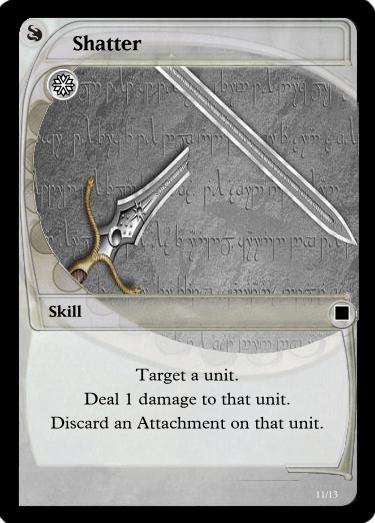 Shatter
Skill
Target a unit.
Deal 1 damage to that unit.
Discard an Attachment on that unit.
11/13